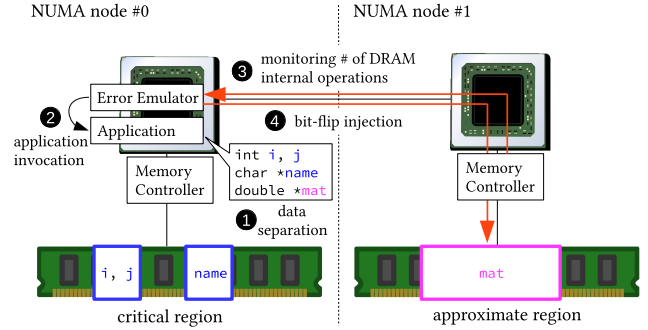 NUMA node #0
NUMA node #1
3 monitoring # of DRAM
internal operations
Error Emulator
2
application
invocation
Application
4 bit-flip injection
int i, j
char *name
double *mat
Memory
Controller
Memory
Controller
1 data
separation
i, j
name
mat
critical region
approximate region